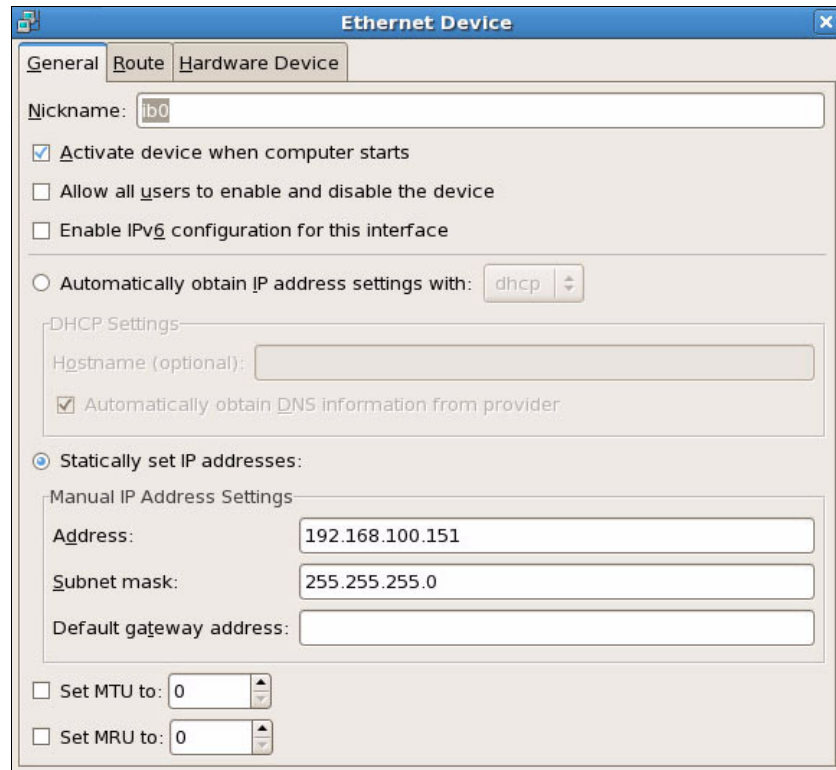 Ethernet Device
General Route Hardware Device
Nickname: ib0
Activate device when computer starts
Allow all users to enable and disable the device
Enable IPv6 configuration for this interface
Automatically obtain IP address settings with: dhcp
DHCP Settings
Hostname (optional):
Automatically obtain DNS information from provider
Statically set IP addresses:
Manual IP Address Settings
Address: 192.168.100.151
Subnet mask: 255.255.255.0
Default gateway address:
Set MTU to: 0
Set MRU to: 0